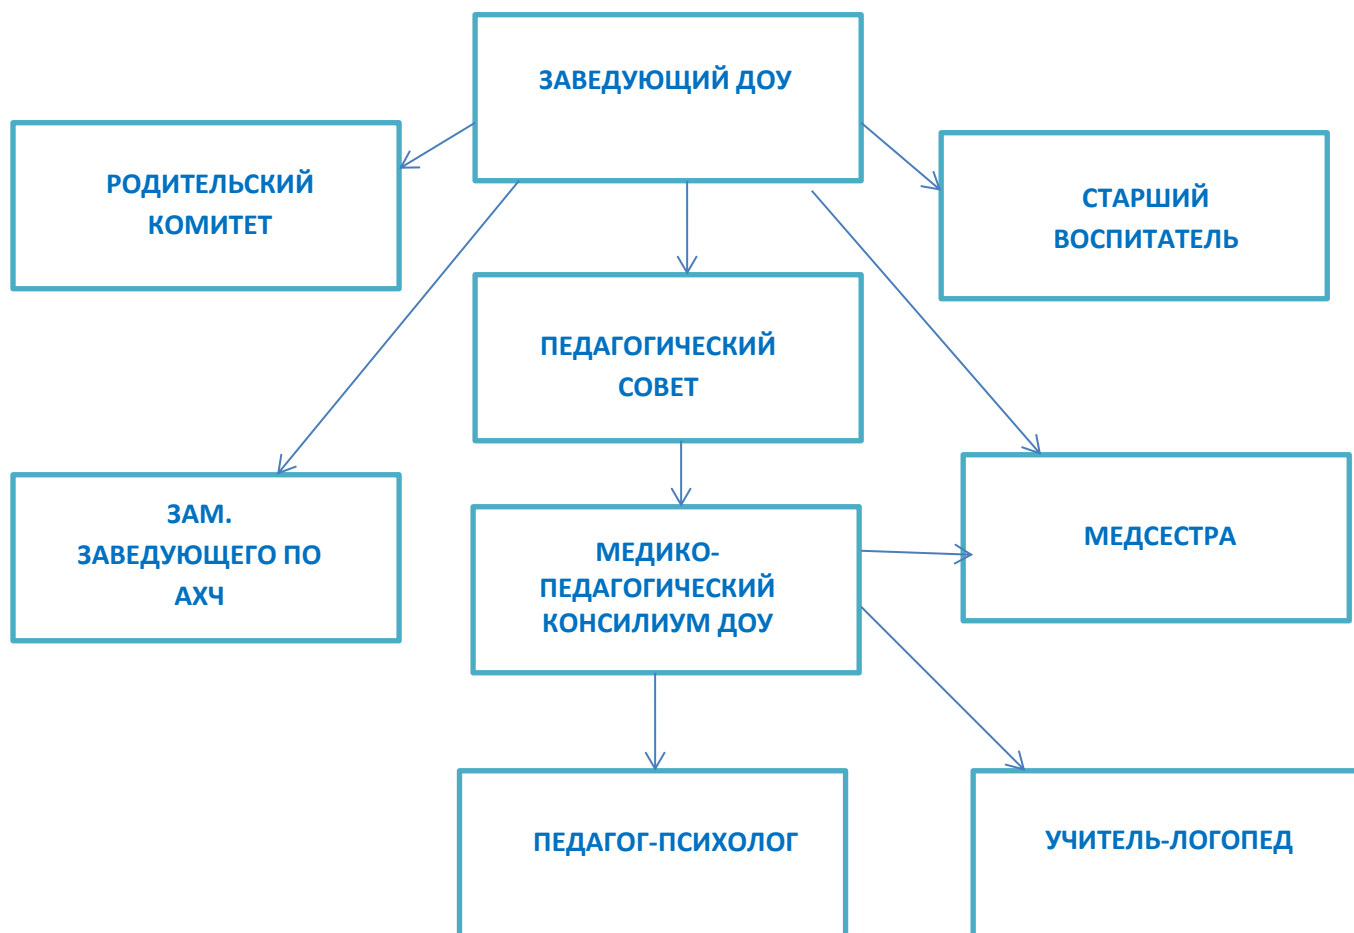 ЗАВЕДУЮЩИЙ ДОУ
РОДИТЕЛЬСКИЙ
КОМИТЕТ
СТАРШИЙ
ВОСПИТАТЕЛЬ
ПЕДАГОГИЧЕСКИЙ
СОВЕТ
ЗАМ.
ЗАВЕДУЮЩЕГО ПО
АХЧ
МЕДИКО-
ПЕДАГОГИЧЕСКИЙ
КОНСИЛИУМ ДОУ
МЕДСЕСТРА
ПЕДАГОГ-ПСИХОЛОГ
УЧИТЕЛЬ-ЛОГОПЕД